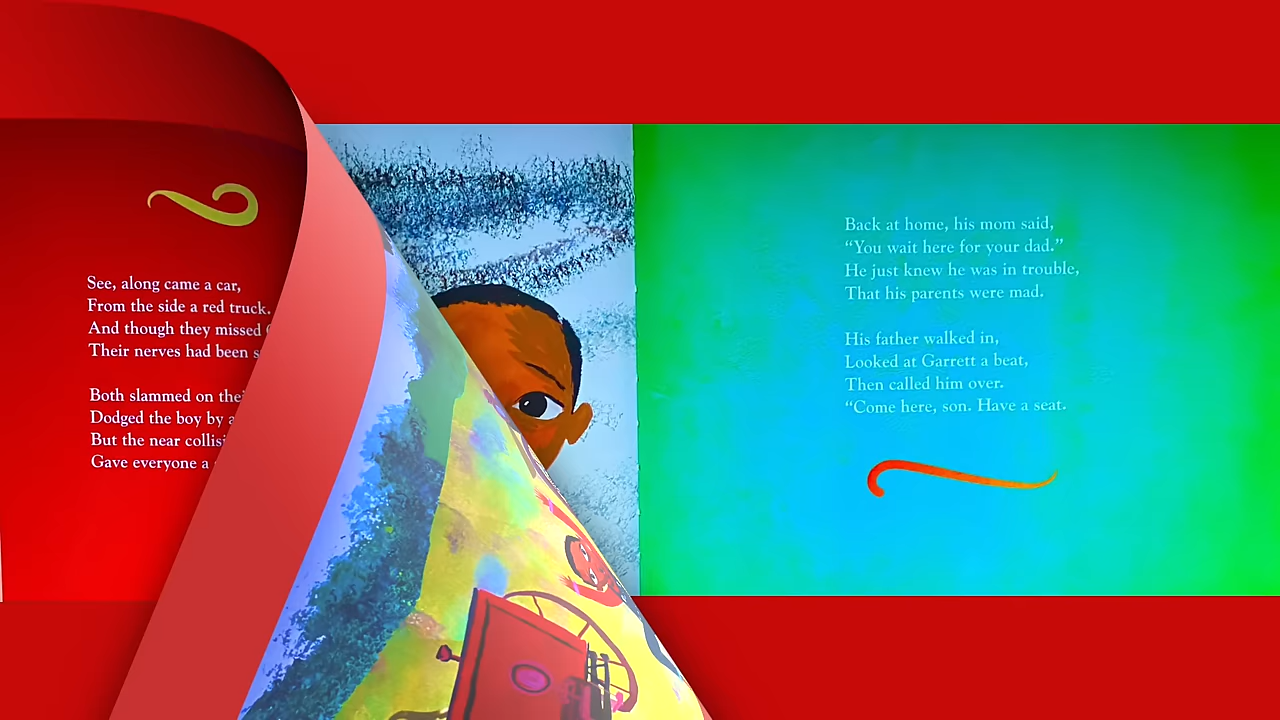 See, along came a car,
From the side a red truck.
And though they missed
Their nerves had been
Both slammed on
Dodged the boy by
But the near
Gave everyone a
Back at home, his mom said,
“You wait here for your dad.”
He just knew he was in trouble,
That his parents were mad.
His father walked in,
Looked at Garrett a beat,
Then called him over.
“Come here, son. Have a seat.